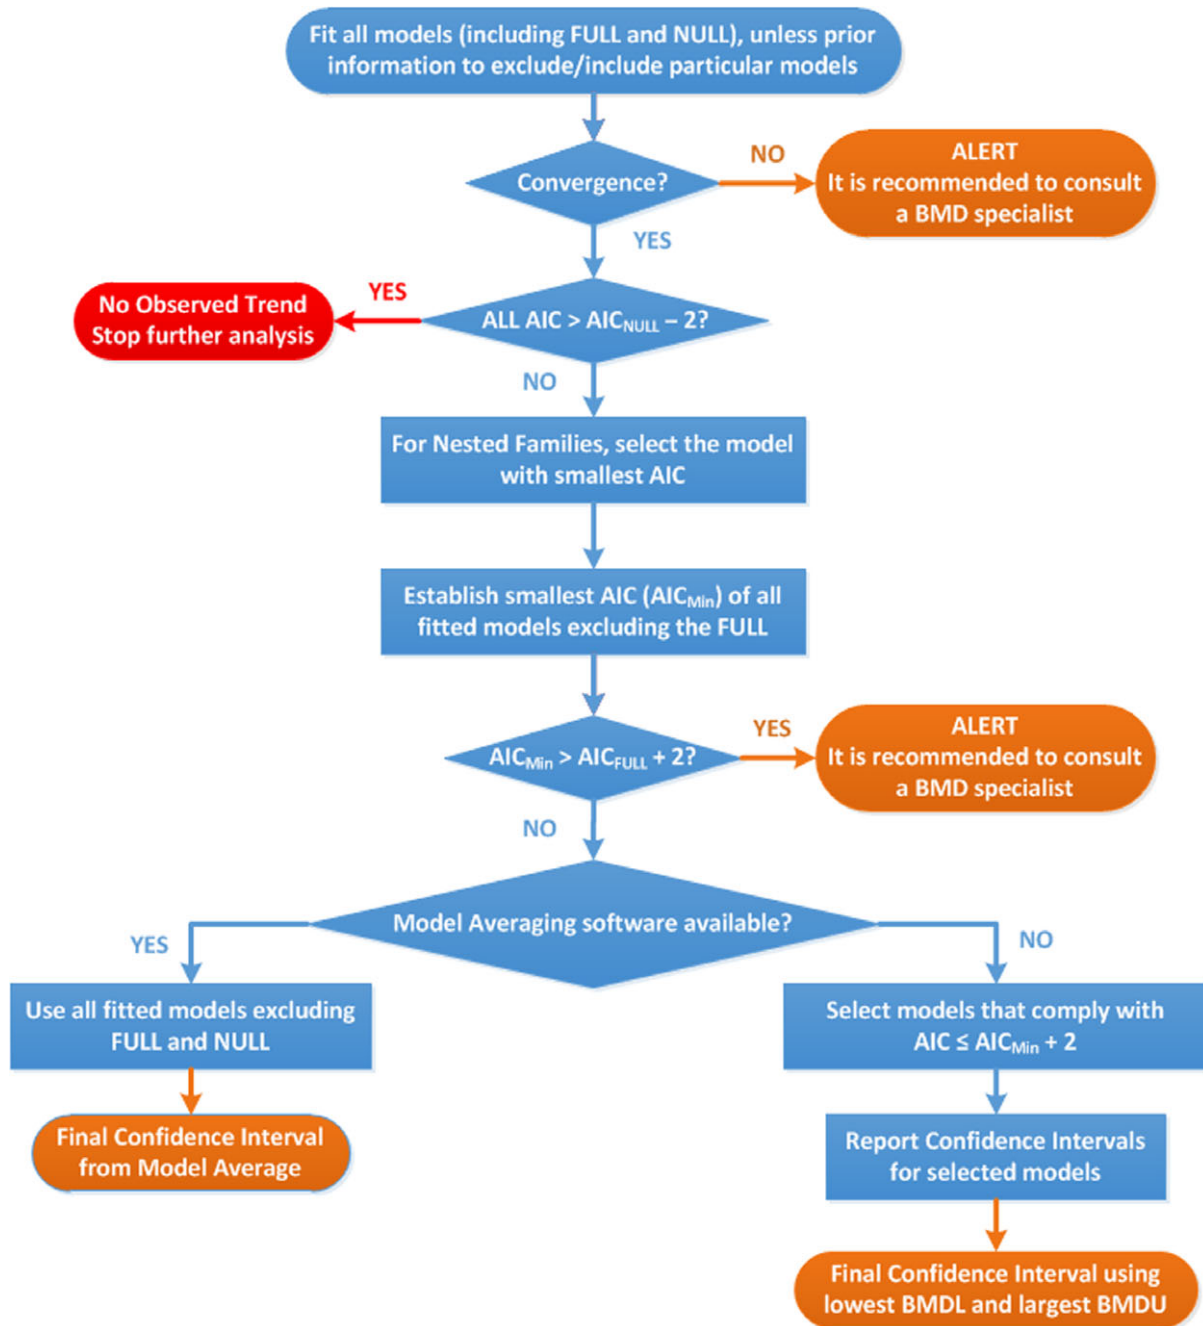 Fit all models (including FULL and NULL), unless prior
information to exclude/include particular models
Convergence?
NO
ALERT
It is recommended to consult
a BMD specialist
YES
ALL AIC > AIC_NULL – 2?
YES
No Observed Trend
Stop further analysis
NO
For Nested Families, select the model
with smallest AIC
Establish smallest AIC (AIC_Min) of all
fitted models excluding the FULL
AIC_Min > AIC_FULL + 2?
YES
ALERT
It is recommended to consult
a BMD specialist
NO
Model Averaging software available?
YES
Use all fitted models excluding
FULL and NULL
Final Confidence Interval
from Model Average
NO
Select models that comply with
AIC ≤ AIC_Min + 2
Report Confidence Intervals
for selected models
Final Confidence Interval using
lowest BMDL and largest BMDU